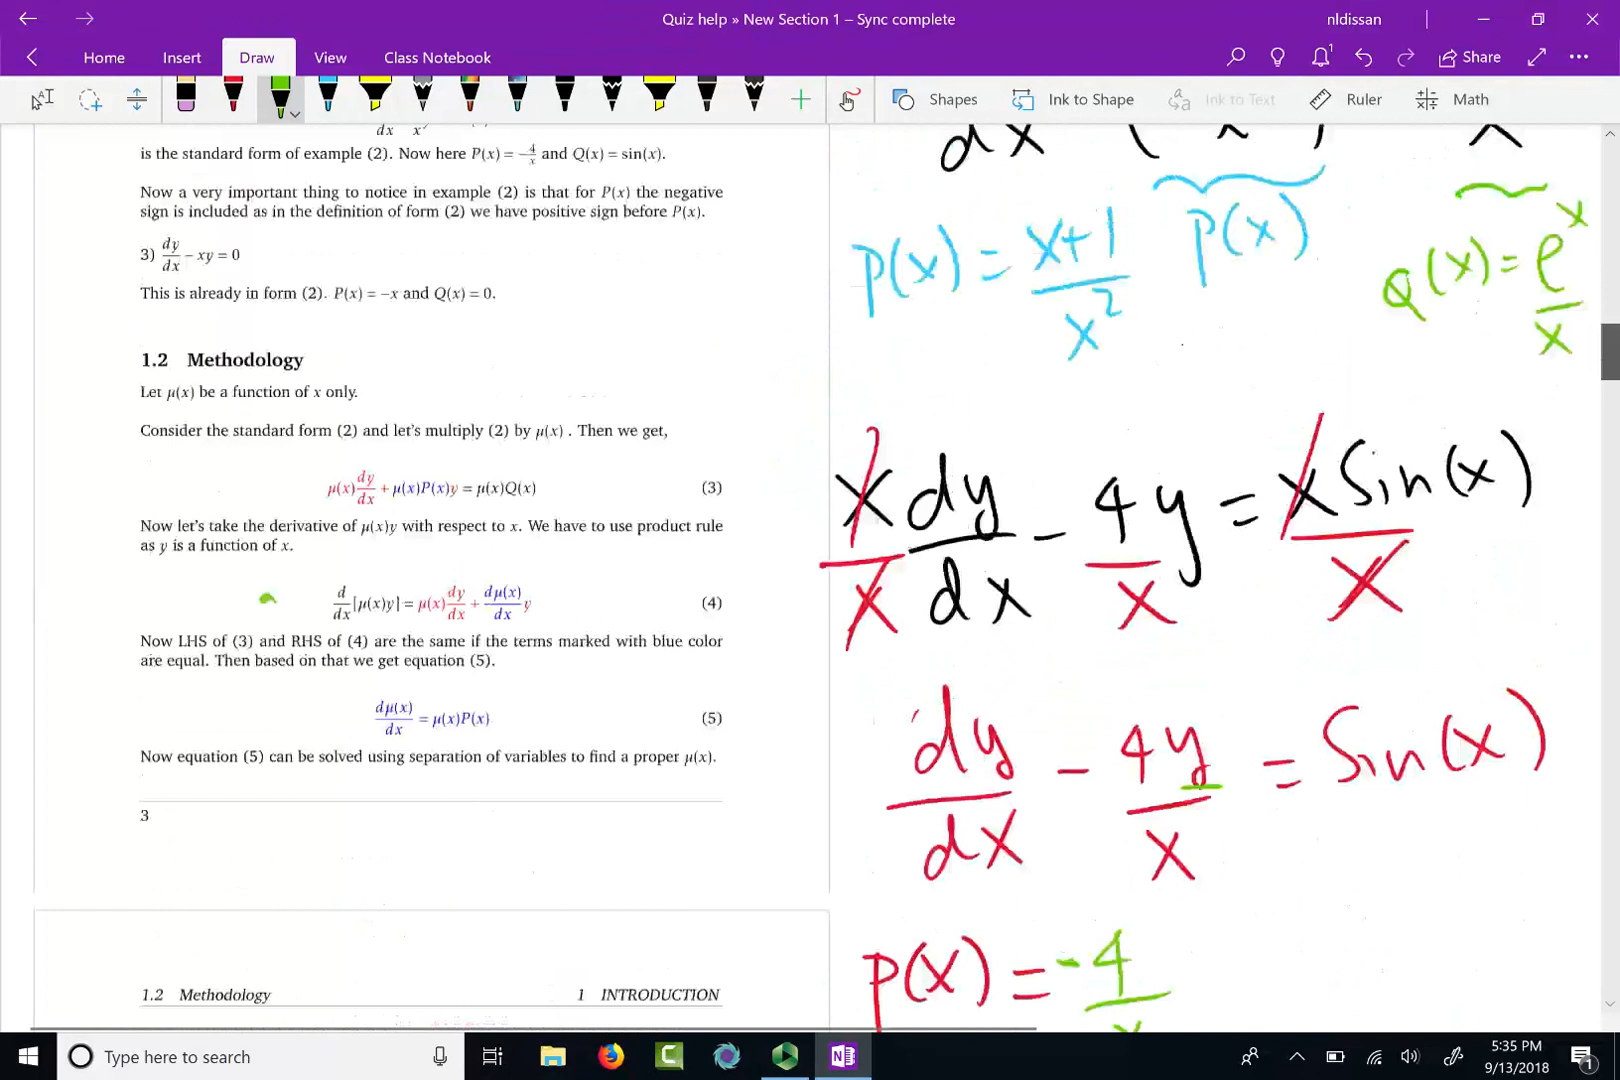 Quiz help » New Section 1 – Sync complete
nldissan
Home Insert Draw View Class Notebook
1
Share
Shapes Ink to Shape Ink to Text Ruler Math
dx x
is the standard form of example (2). Now here P(x) = −4/x and Q(x) = sin(x).
Now a very important thing to notice in example (2) is that for P(x) the negative
sign is included as in the definition of form (2) we have positive sign before P(x).
3) dy/dx − xy = 0
This is already in form (2). P(x) = −x and Q(x) = 0.
1.2 Methodology
Let μ(x) be a function of x only.
Consider the standard form (2) and let's multiply (2) by μ(x) . Then we get,
μ(x)dy/dx + μ(x)P(x)y = μ(x)Q(x) (3)
Now let's take the derivative of μ(x)y with respect to x. We have to use product rule
as y is a function of x.
d/dx[μ(x)y] = μ(x)dy/dx + dμ(x)/dx y (4)
Now LHS of (3) and RHS of (4) are the same if the terms marked with blue color
are equal. Then based on that we get equation (5).
dμ(x)/dx = μ(x)P(x) (5)
Now equation (5) can be solved using separation of variables to find a proper μ(x).
3
1.2 Methodology 1 INTRODUCTION
dx ( x ) x
P(x)
P(x) = x+1/x²
Q(x) = e^x/x
x/x dy/dx − 4y/x = xSin(x)/x
dy/dx − 4y/x = Sin(x)
P(x) = -4/x
Type here to search
5:35 PM
9/13/2018
1